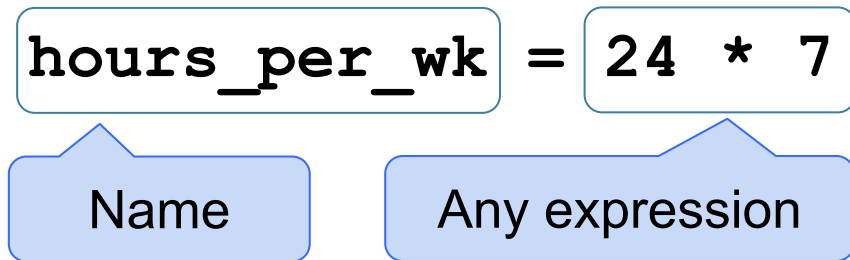 hours_per_wk = 24 * 7
Name
Any expression